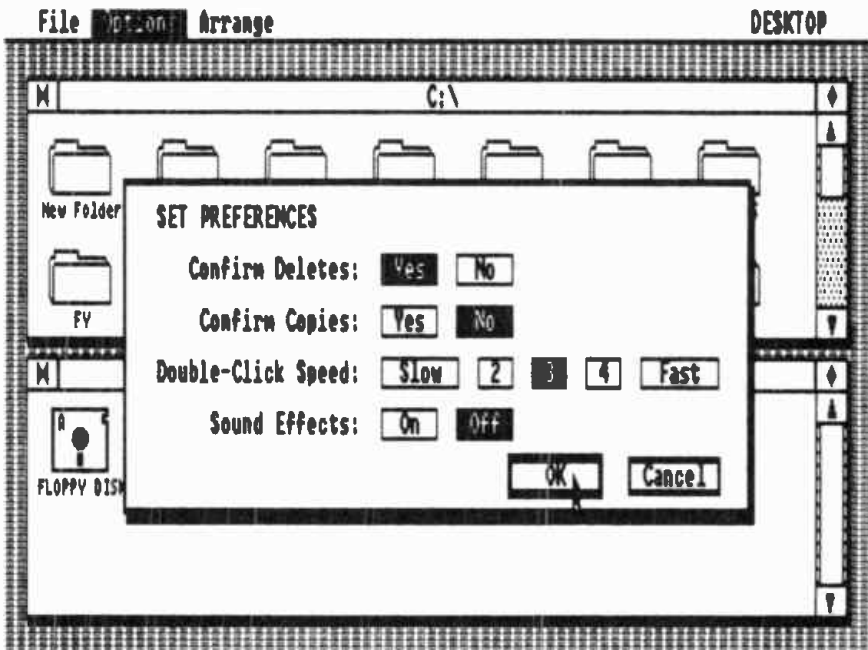 File Options Arrange DESKTOP
C:\
New Folder
FV
SET PREFERENCES
Confirm Deletes: Yes No
Confirm Copies: Yes No
Double-Click Speed: Slow 2 3 4 Fast
Sound Effects: On Off
OK Cancel
A
FLOPPY DISK